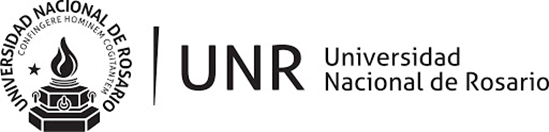 UNIVERSIDAD NACIONAL DE ROSARIO
CONFINGERE HOMINEM COGITANTEM
UNR
Universidad
Nacional de Rosario